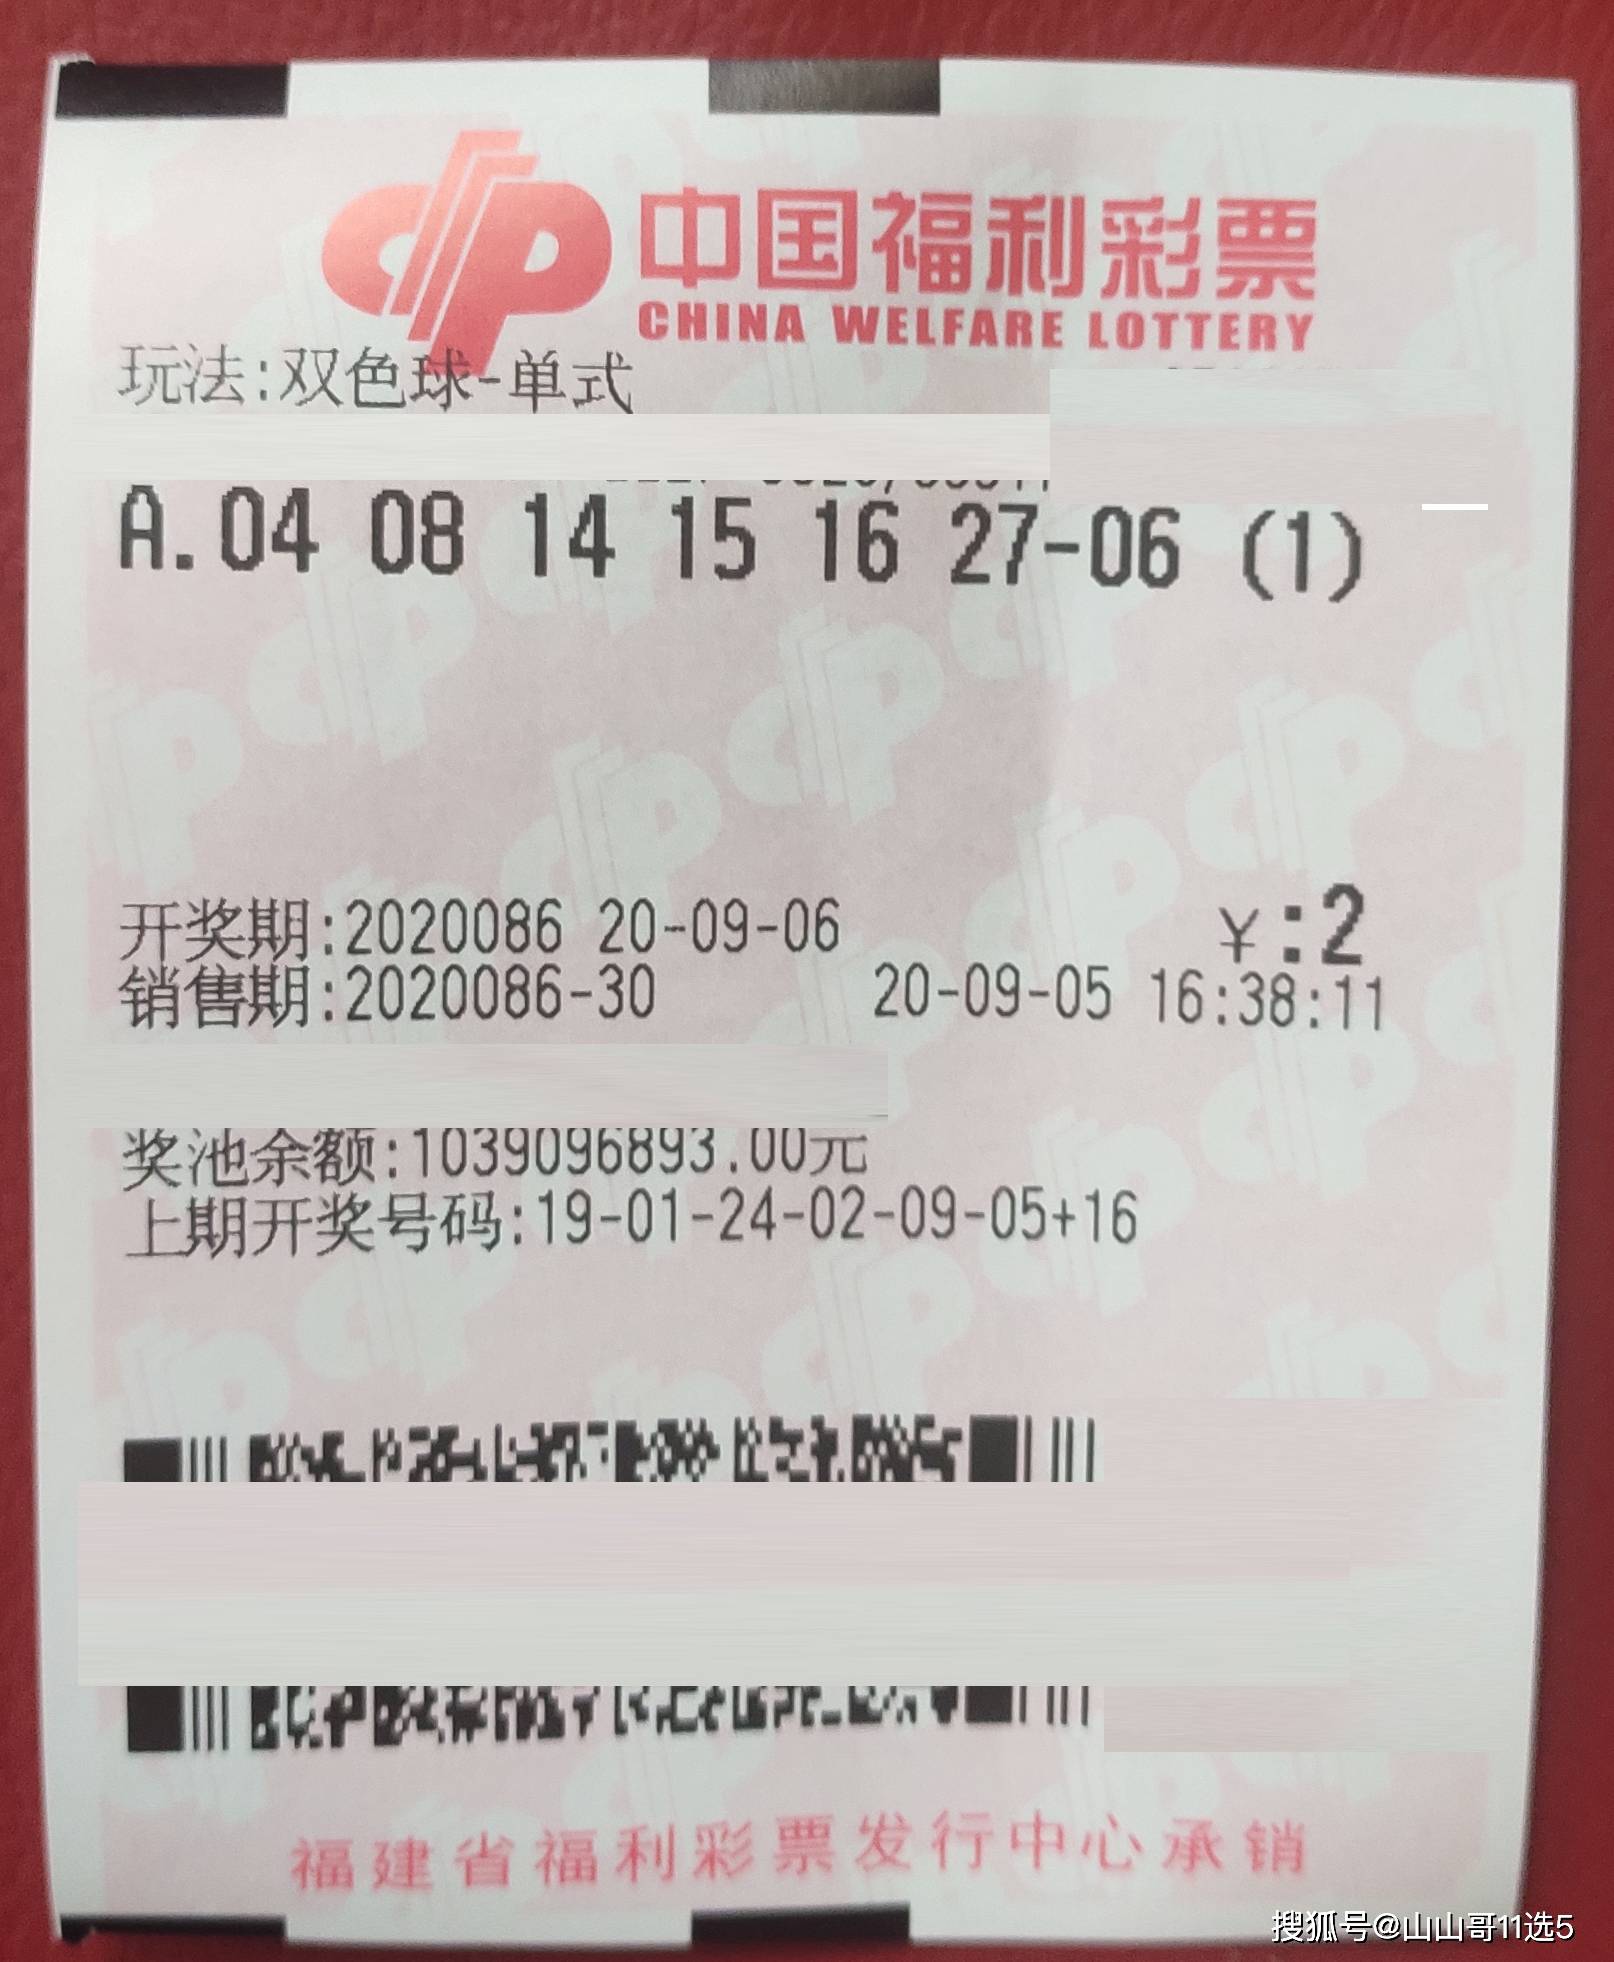 中国福利彩票
CHINA WELFARE LOTTERY
玩法:双色球-单式
A.04 08 14 15 16 27-06 (1)
开奖期:2020086 20-09-06 ¥:2
销售期:2020086-30 20-09-05 16:38:11
奖池余额:1039096893.00元
上期开奖号码:19-01-24-02-09-05+16
福建省福利彩票发行中心承销
搜狐号@山山哥11选5